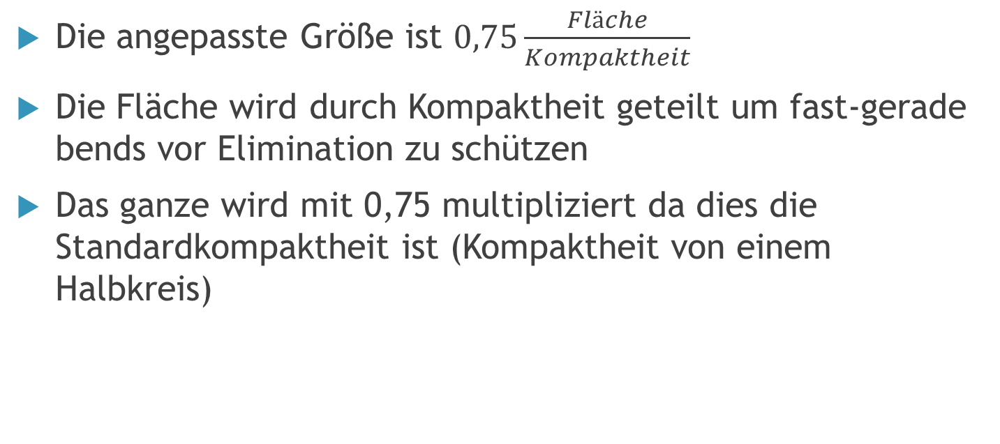 Die angepasste Größe ist 0,75 Fläche/Kompaktheit
Die Fläche wird durch Kompaktheit geteilt um fast-gerade
bends vor Elimination zu schützen
Das ganze wird mit 0,75 multipliziert da dies die
Standardkompaktheit ist (Kompaktheit von einem
Halbkreis)